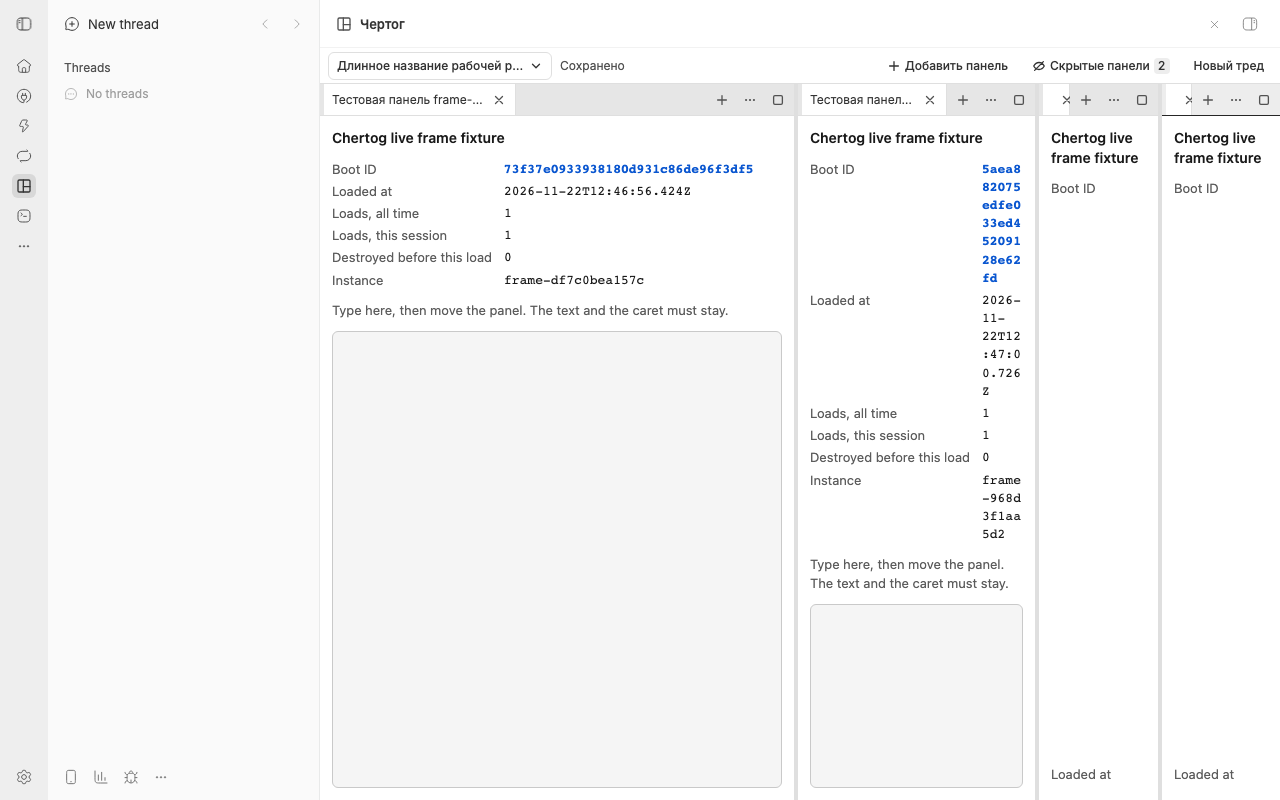 New thread
Threads
No threads
Чертог
Длинное название рабочей р...
Сохранено
Добавить панель
Скрытые панели 2
Новый тред
Тестовая панель frame-...
Chertog live frame fixture
Boot ID 73f37e0933938180d931c86de96f3df5
Loaded at 2026-11-22T12:46:56.424Z
Loads, all time 1
Loads, this session 1
Destroyed before this load 0
Instance frame-df7c0bea157c
Type here, then move the panel. The text and the caret must stay.
Тестовая панел...
Chertog live frame fixture
Boot ID 5aea8
82075
edfe0
33ed4
52091
28e62
fd
Loaded at 2026-
11-
22T12
:47:0
0.726
Z
Loads, all time 1
Loads, this session 1
Destroyed before this load 0
Instance frame
-968d
3f1aa
5d2
Type here, then move the panel.
The text and the caret must stay.
Chertog live
frame fixture
Boot ID
Loaded at
Chertog live
frame fixture
Boot ID
Loaded at